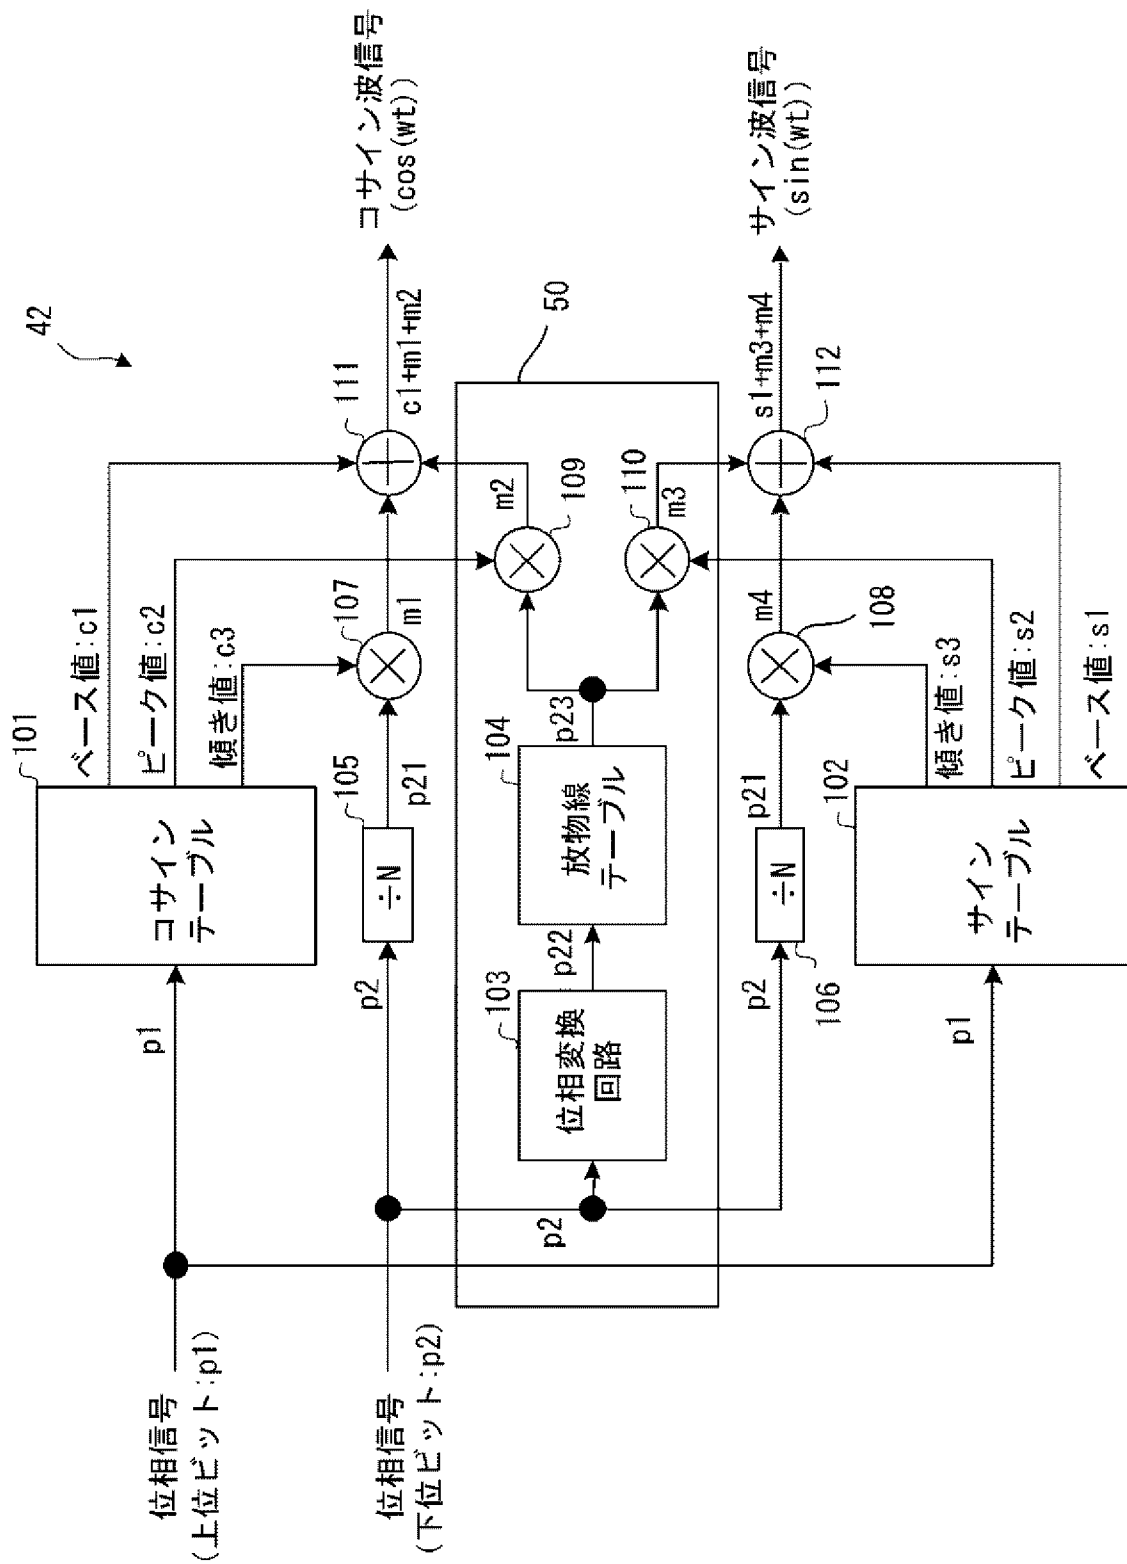 42
位相信号
(上位ビット:p1)
p1
コサイン
テーブル
101
ベース値:c1
ピーク値:c2
傾き値:c3
位相信号
(下位ビット:p2)
p2
÷N
105
p21
107
m1
111
c1+m1+m2
コサイン波信号
(cos(wt))
50
p2
位相変換
回路
103
p22
放物線
テーブル
104
p23
m2
109
110
m3
p2
÷N
106
p21
m4
108
112
s1+m3+m4
サイン波信号
(sin(wt))
p1
サイン
テーブル
102
傾き値:s3
ピーク値:s2
ベース値:s1